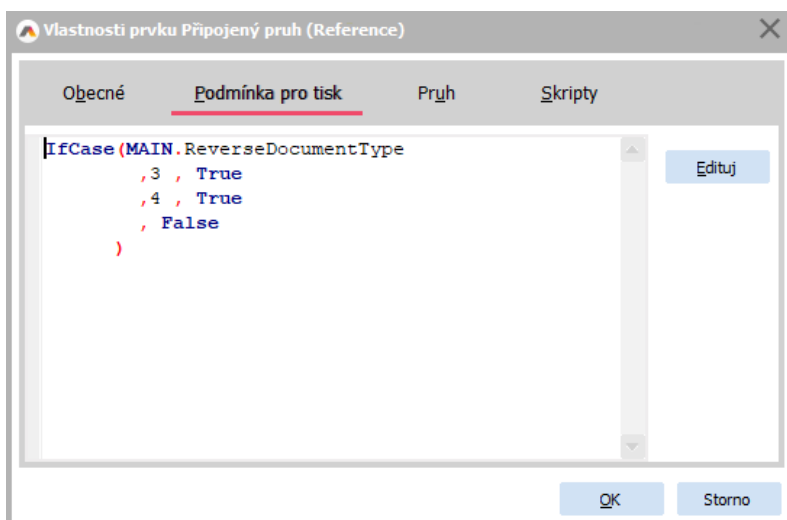 Vlastnosti prvku Připojený pruh (Reference)
Obecné Podmínka pro tisk Pruh Skripty
IfCase(MAIN.ReverseDocumentType
,3 , True
,4 , True
, False
)
Edituj
OK Storno